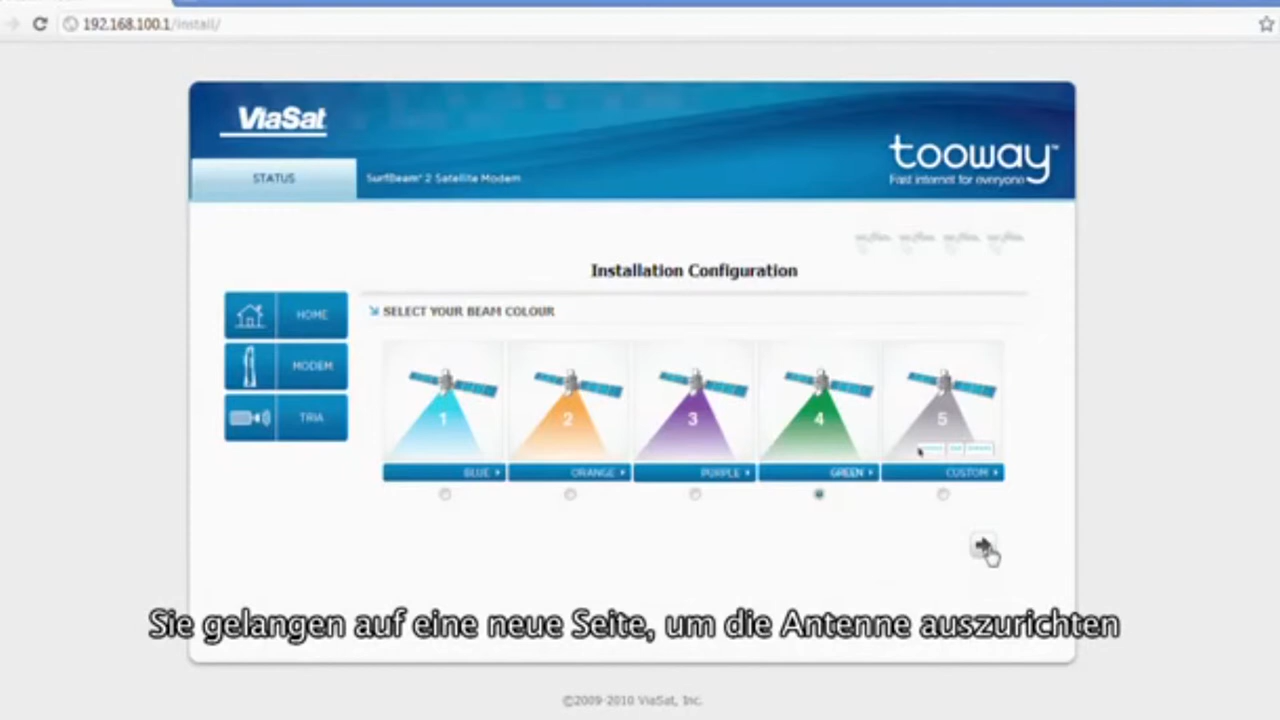 192.168.100.1/install/
ViaSat
tooway™
Fast internet for everyone
STATUS
SurfBeam® 2 Satellite Modem
Installation Configuration
HOME
MODEM
TRIA
SELECT YOUR BEAM COLOUR
1
2
3
4
5
BLUE
ORANGE
PURPLE
GREEN
CUSTOM
Sie gelangen auf eine neue Seite, um die Antenne auszurichten
©2009-2010 ViaSat, Inc.